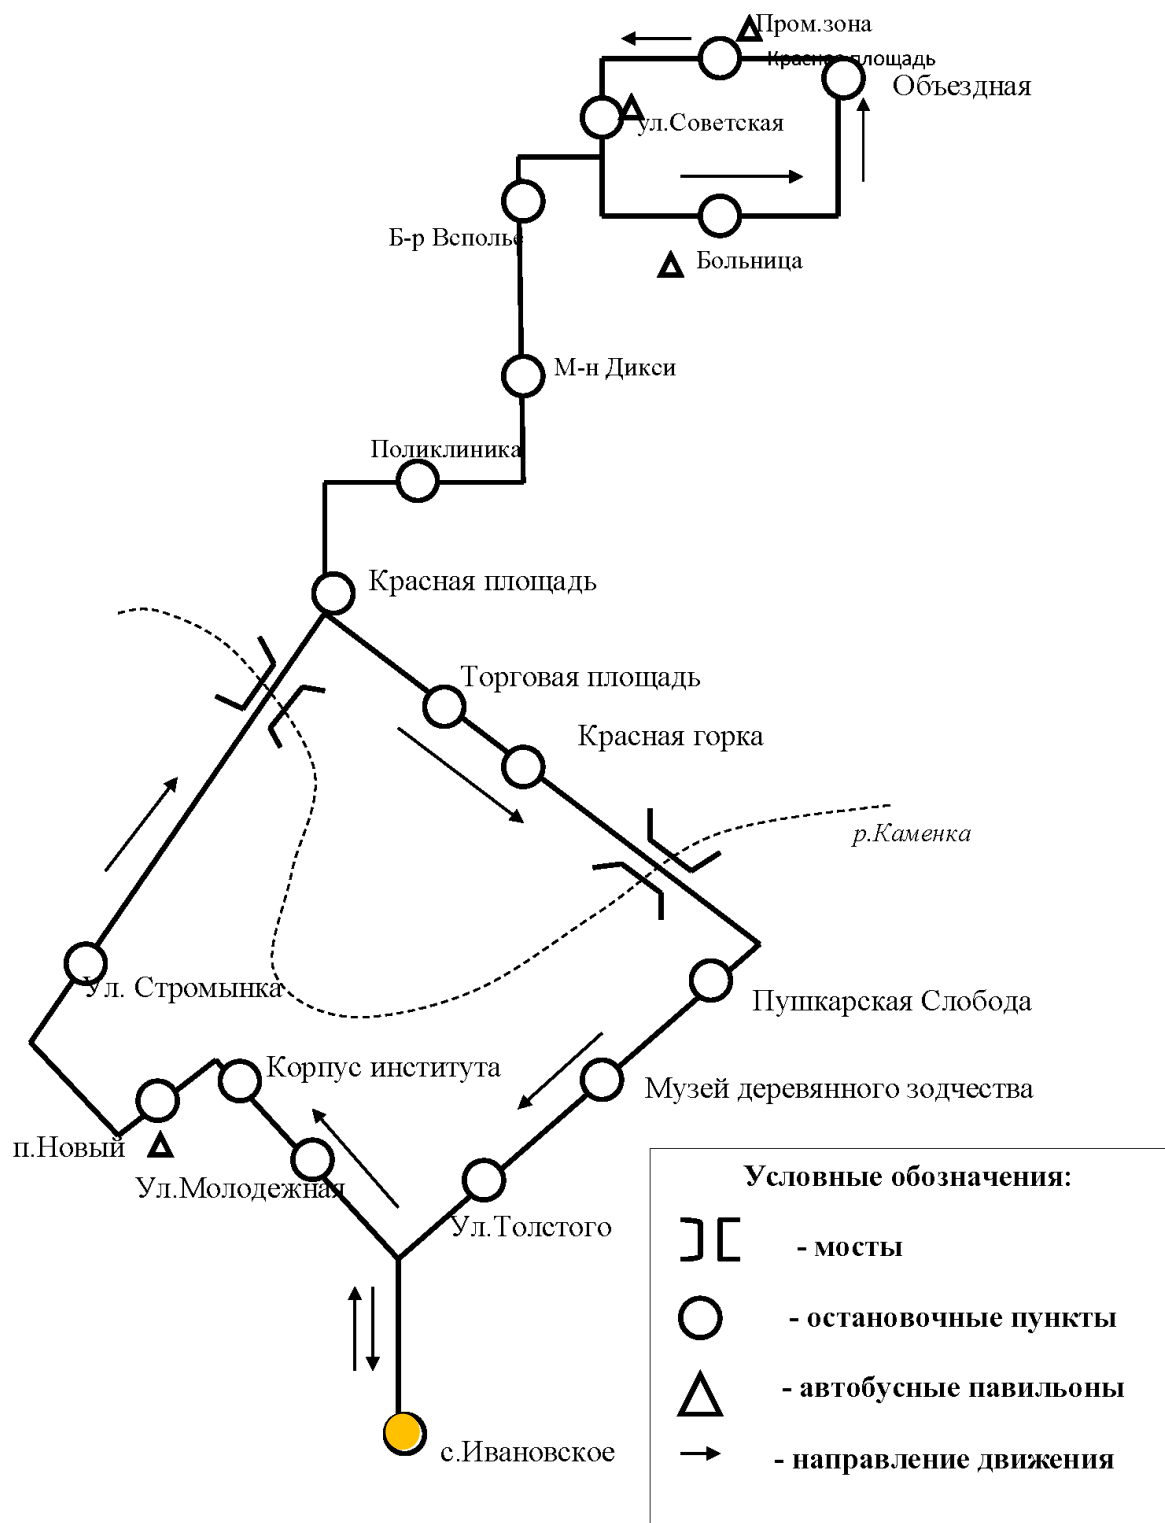 Пром.зона
Красная площадь
Объездная
ул.Советская
Б-р Всполье
Больница
М-н Дикси
Поликлиника
Красная площадь
Торговая площадь
Красная горка
р.Каменка
Ул. Стромынка
Пушкарская Слобода
Корпус института
Музей деревянного зодчества
п.Новый
Ул.Молодежная
Ул.Толстого
с.Ивановское
Условные обозначения:
- мосты
- остановочные пункты
- автобусные павильоны
- направление движения